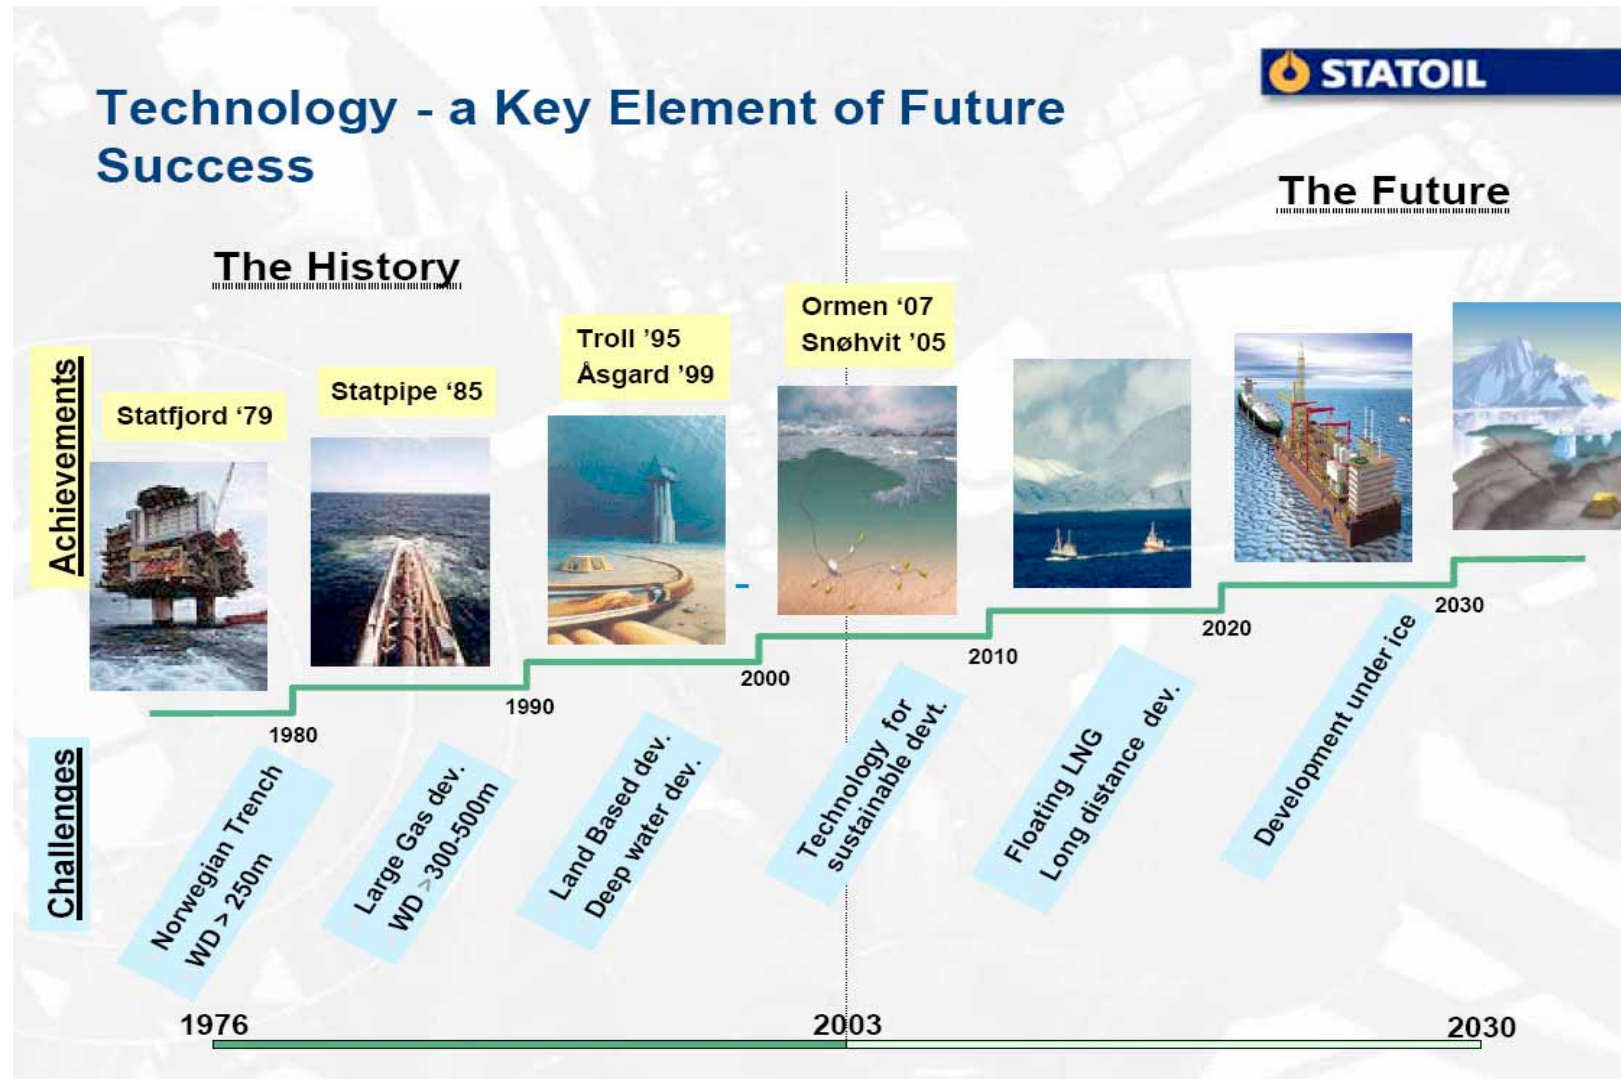 STATOIL
Technology - a Key Element of Future
Success
The Future
The History
Ormen ‘07
Snøhvit ’05
Troll ’95
Åsgard ’99
Statpipe ‘85
Statfjord ‘79
Achievements
1980
1990
2000
2010
2020
2030
Challenges
Norwegian Trench
WD > 250m
Large Gas dev.
WD >300-500m
Land Based dev.
Deep water dev.
Technology for
sustainable devt.
Floating LNG
Long distance dev.
Development under ice
1976
2003
2030